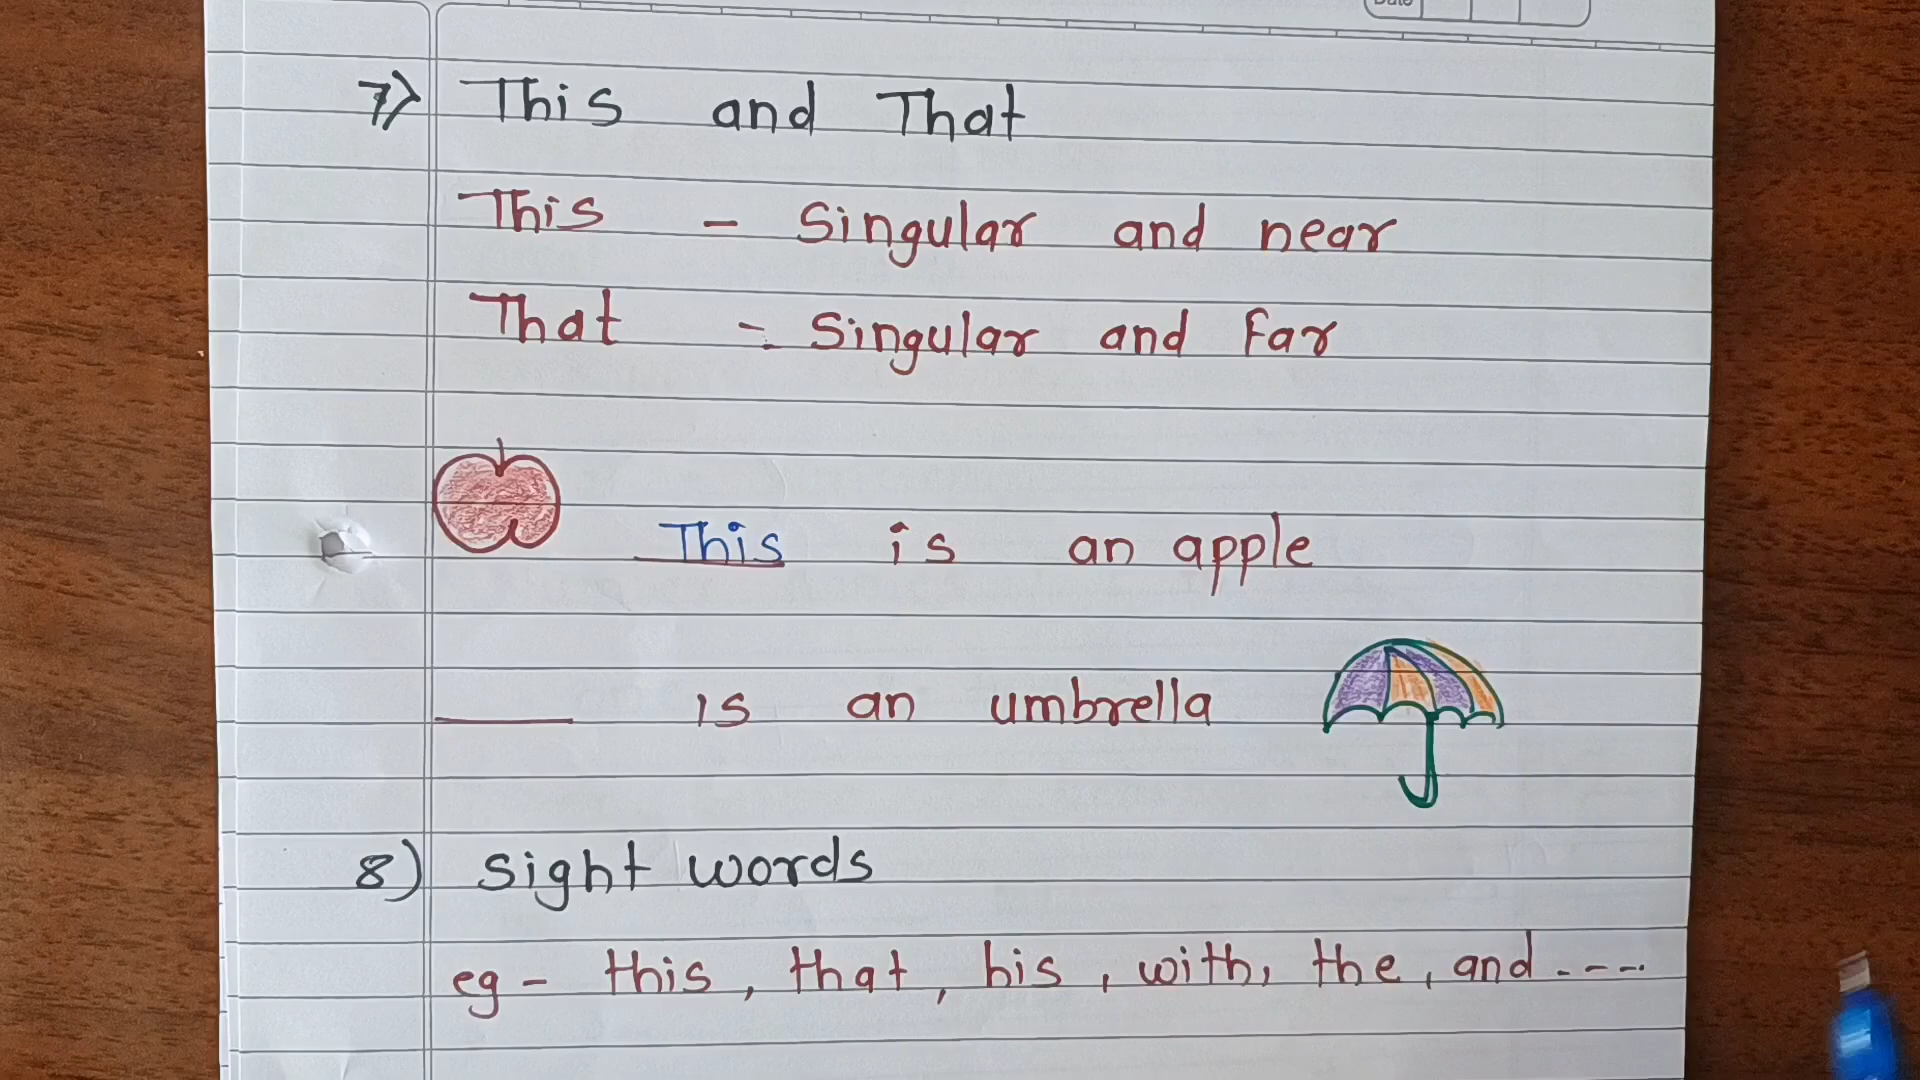 Date
7) This and That
This - Singular and near
That - Singular and Far
This is an apple
____ is an umbrella
8) Sight words
eg - this, that, his, with, the, and ----